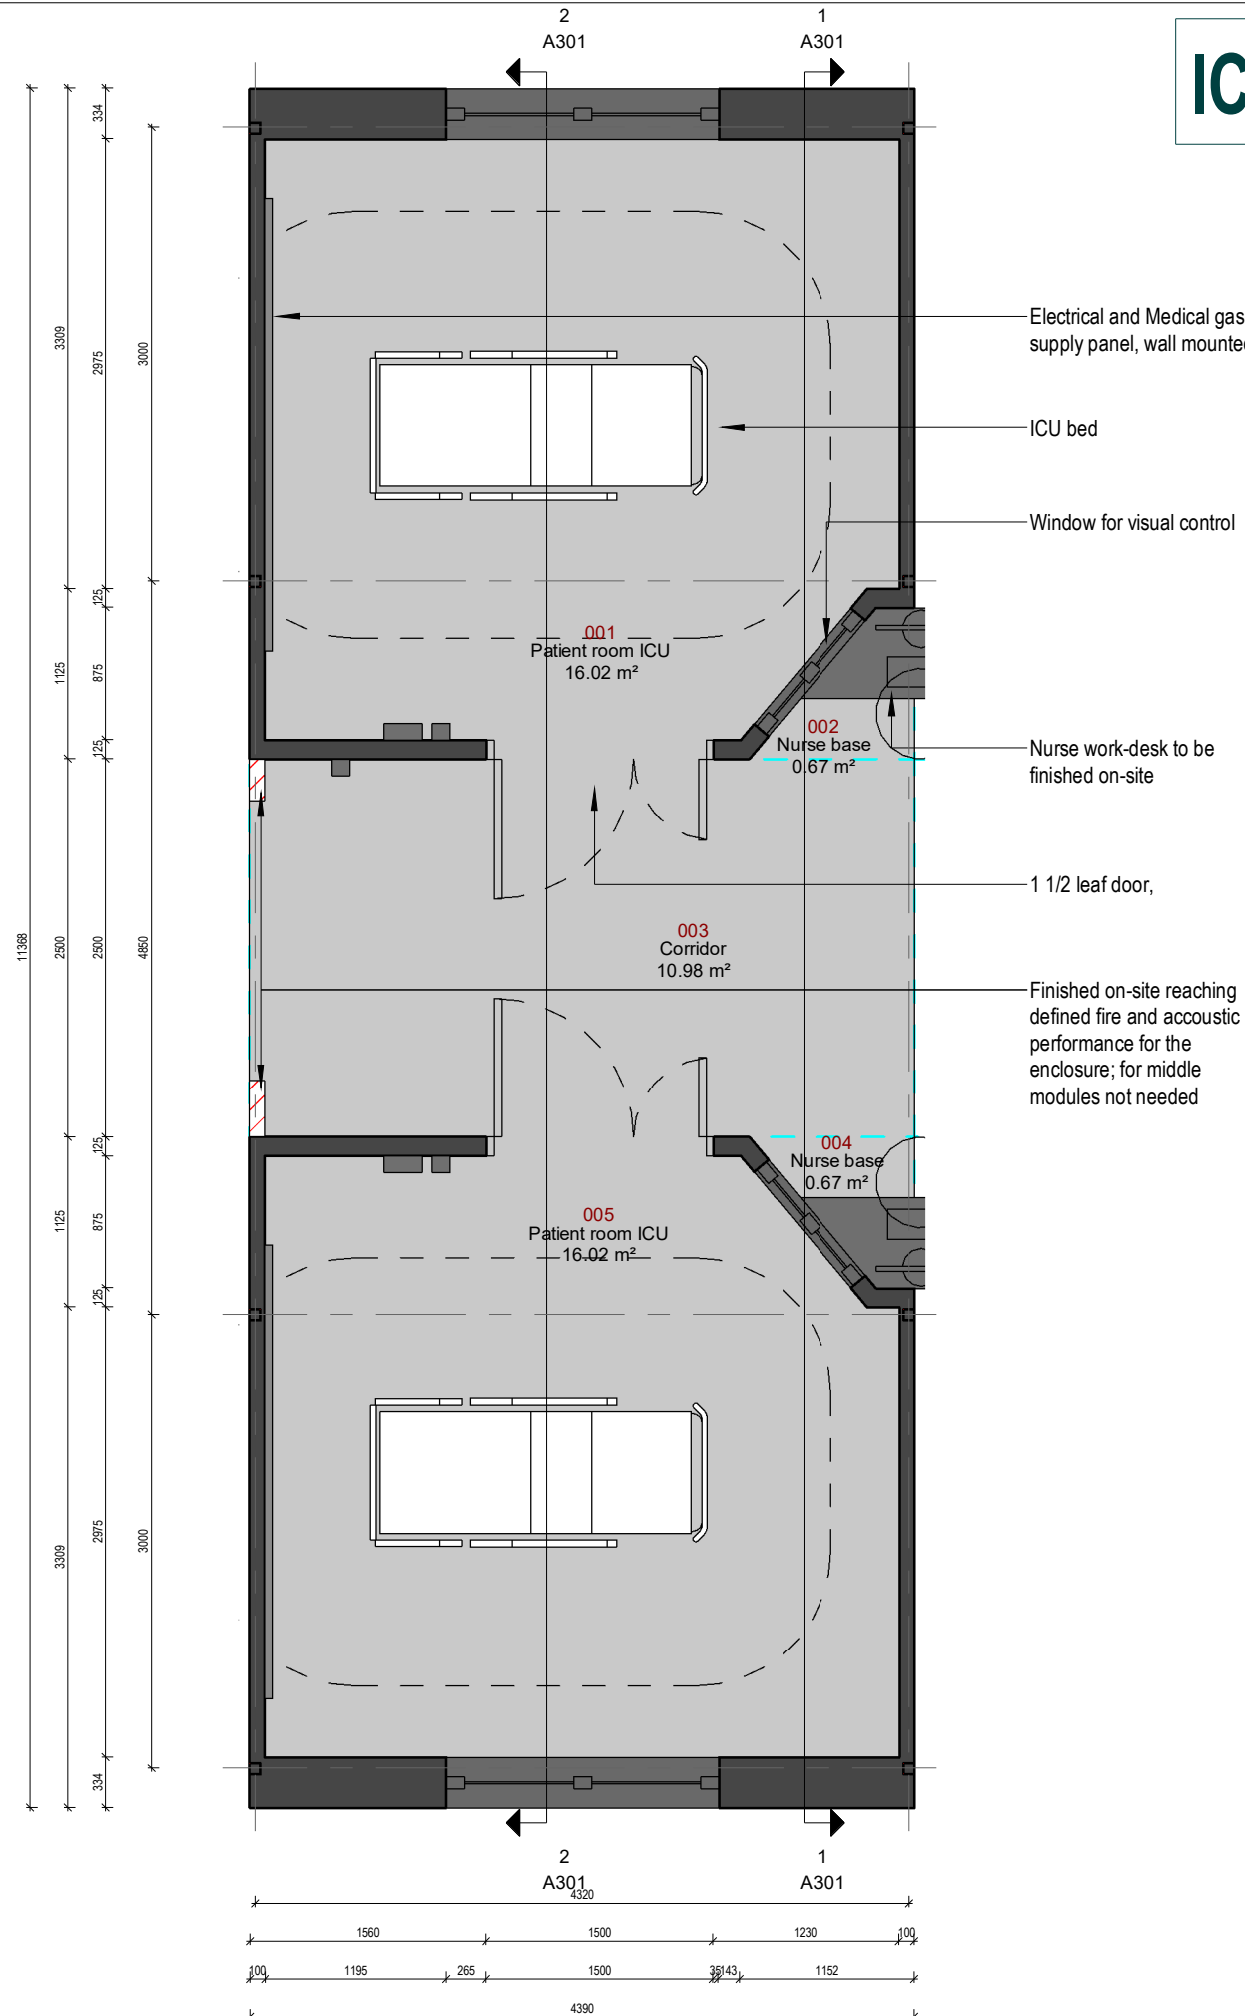 2
A301
1
A301
IC
334
3309
2975
3000
125
1125
875
125
11368
2500
2500
4850
125
1125
875
125
3309
2975
3000
334
Electrical and Medical gas
supply panel, wall mounted
ICU bed
Window for visual control
001
Patient room ICU
16.02 m²
002
Nurse base
0.67 m²
Nurse work-desk to be
finished on-site
1 1/2 leaf door,
003
Corridor
10.98 m²
Finished on-site reaching
defined fire and accoustic
performance for the
enclosure; for middle
modules not needed
004
Nurse base
0.67 m²
005
Patient room ICU
16.02 m²
2
A301
1
A301
4320
1560
1500
1230
100
100
1195
265
1500
35
143
1152
4390